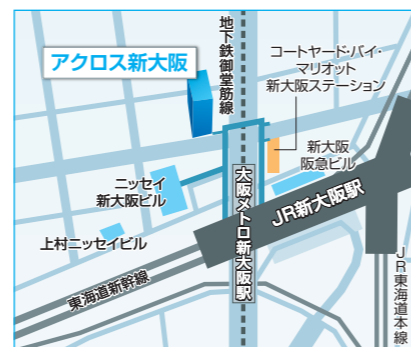 アクロス新大阪
地下鉄御堂筋線
コートヤード・バイ・
マリオット
新大阪ステーション
新大阪
阪急ビル
ニッセイ
新大阪ビル
大阪メトロ新大阪駅
JR新大阪駅
上村ニッセイビル
東海道新幹線
JR東海道本線